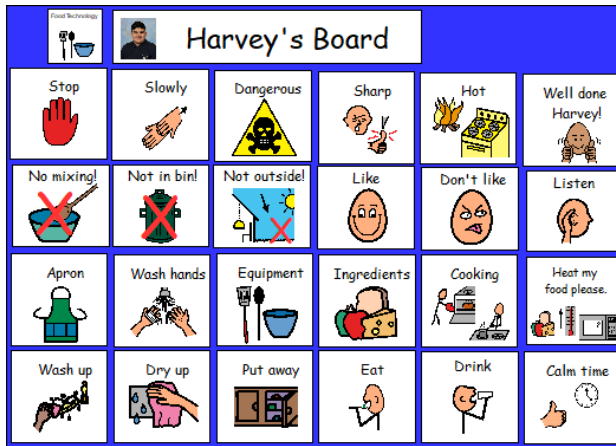 Food Technology
Harvey's Board
Stop
Slowly
Dangerous
Sharp
Hot
Well done
Harvey!
No mixing!
Not in bin!
Not outside!
Like
Don't like
Listen
Apron
Wash hands
Equipment
Ingredients
Cooking
Heat my
food please.
Wash up
Dry up
Put away
Eat
Drink
Calm time